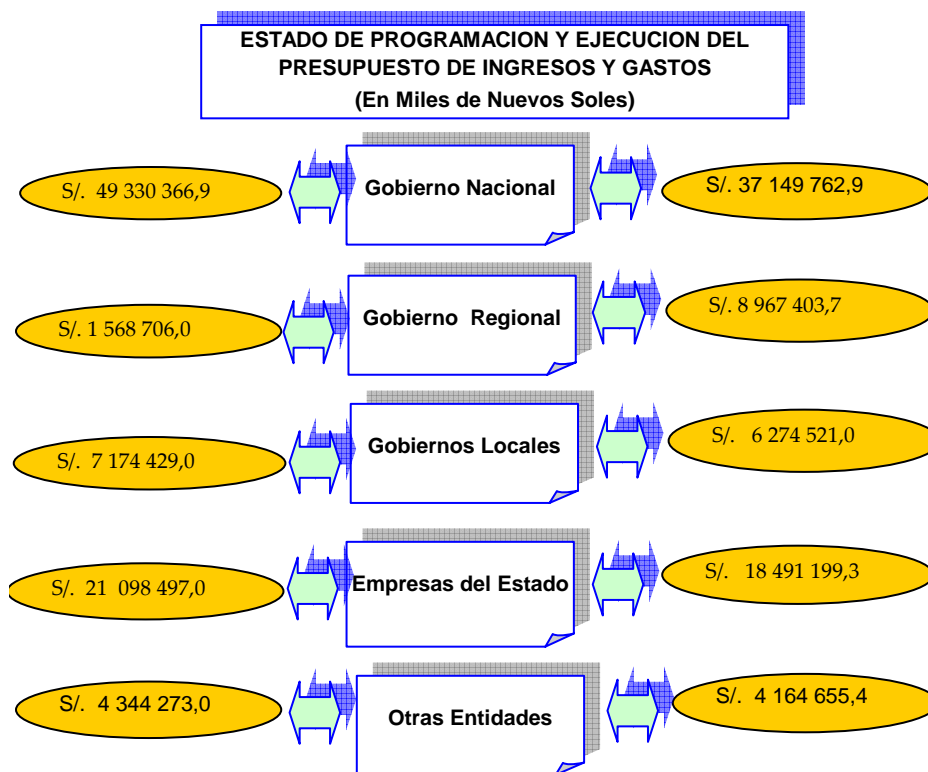 ESTADO DE PROGRAMACION Y EJECUCION DEL
PRESUPUESTO DE INGRESOS Y GASTOS
(En Miles de Nuevos Soles)
S/. 49 330 366,9
Gobierno Nacional
S/. 37 149 762,9
S/. 1 568 706,0
Gobierno Regional
S/. 8 967 403,7
S/. 7 174 429,0
Gobiernos Locales
S/. 6 274 521,0
S/. 21 098 497,0
Empresas del Estado
S/. 18 491 199,3
S/. 4 344 273,0
Otras Entidades
S/. 4 164 655,4